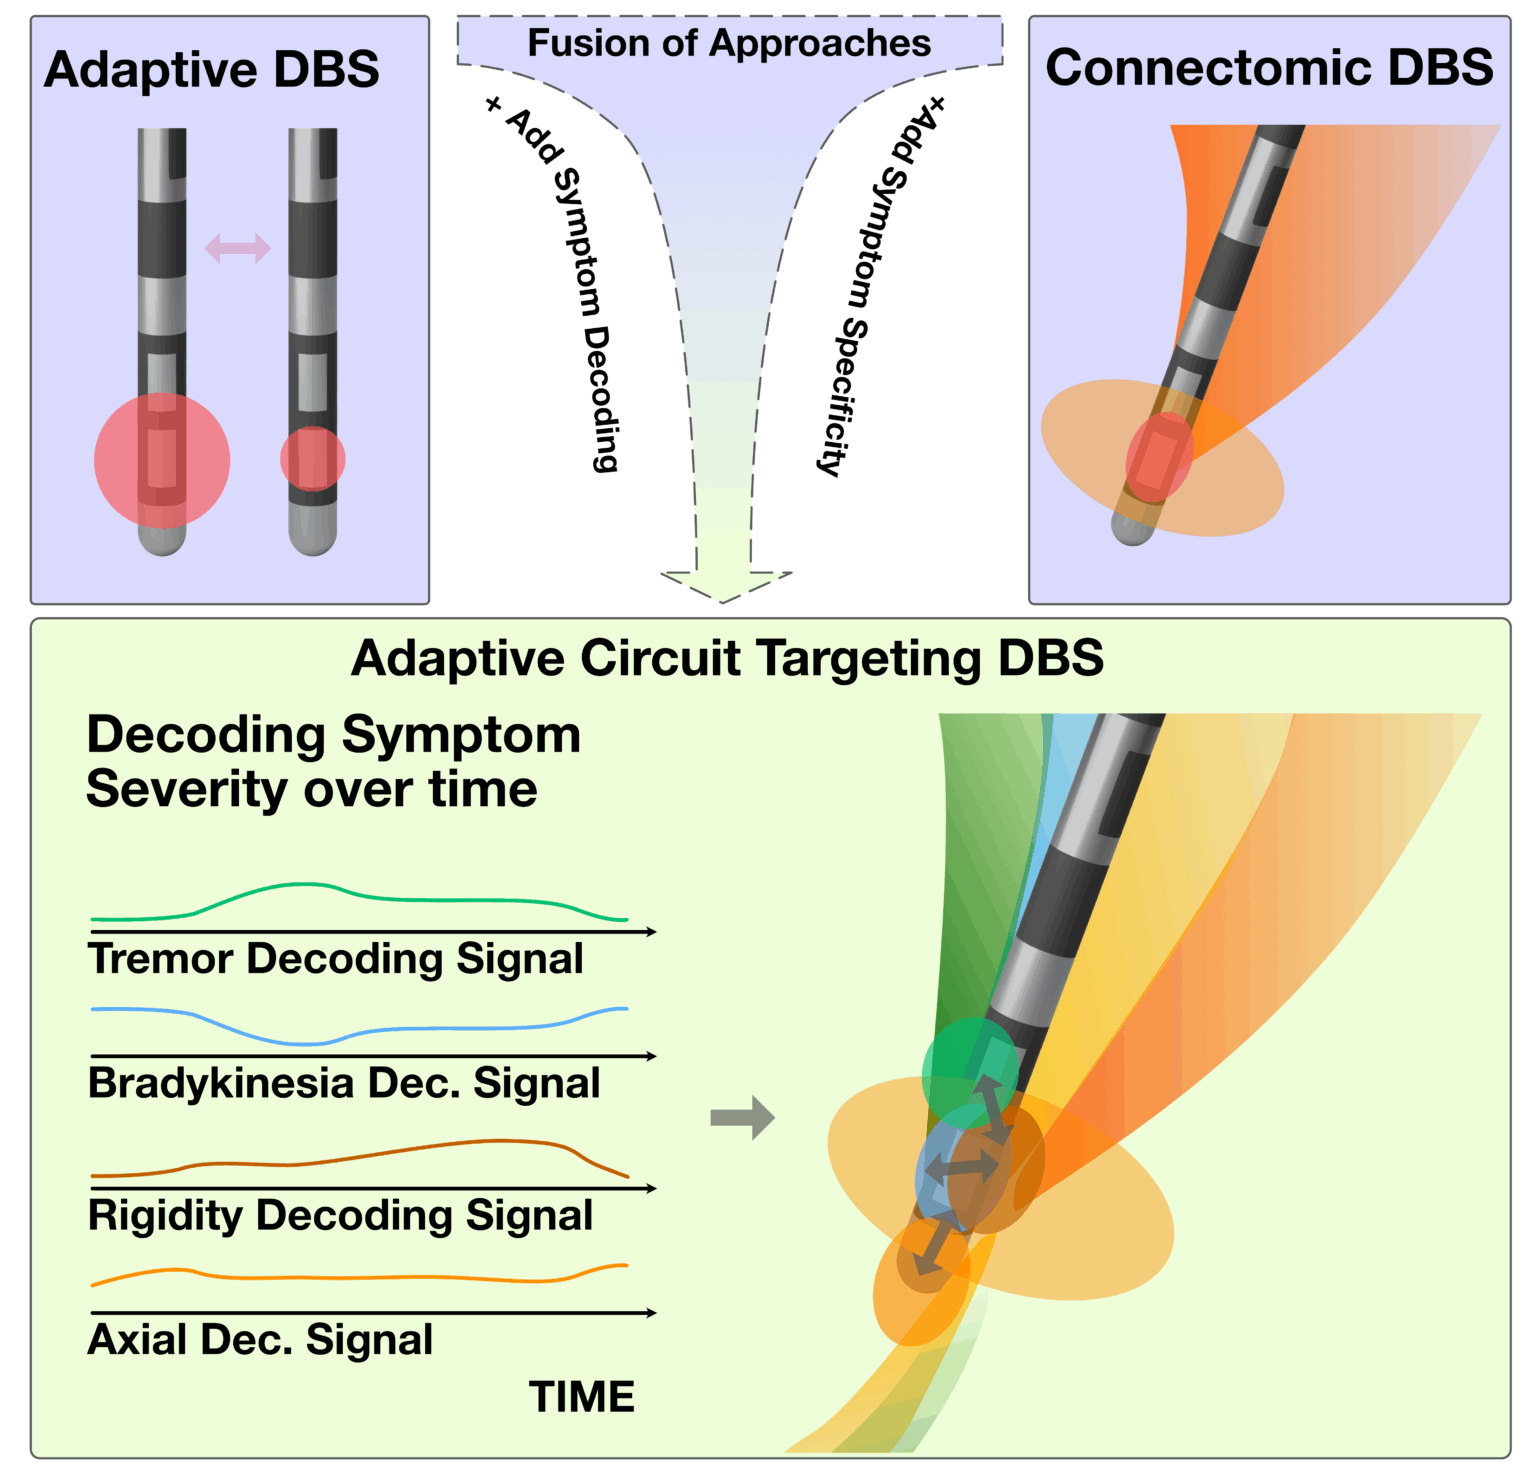 Adaptive DBS
Fusion of Approaches
Connectomic DBS
+ Add Symptom Decoding
+Add Symptom Specificity
Adaptive Circuit Targeting DBS
Decoding Symptom
Severity over time
Tremor Decoding Signal
Bradykinesia Dec. Signal
Rigidity Decoding Signal
Axial Dec. Signal
TIME